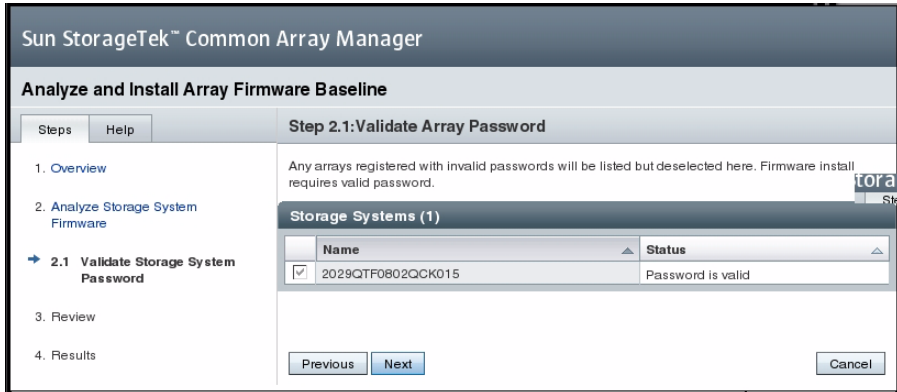 Sun StorageTek™ Common Array Manager
Analyze and Install Array Firmware Baseline
Steps
Help
1. Overview
2. Analyze Storage System
Firmware
2.1 Validate Storage System
Password
3. Review
4. Results
Step 2.1:Validate Array Password
Any arrays registered with invalid passwords will be listed but deselected here. Firmware install
requires valid password.
tora
Ste
Storage Systems (1)
Name
Status
2029QTF0802QCK015
Password is valid
Previous
Next
Cancel